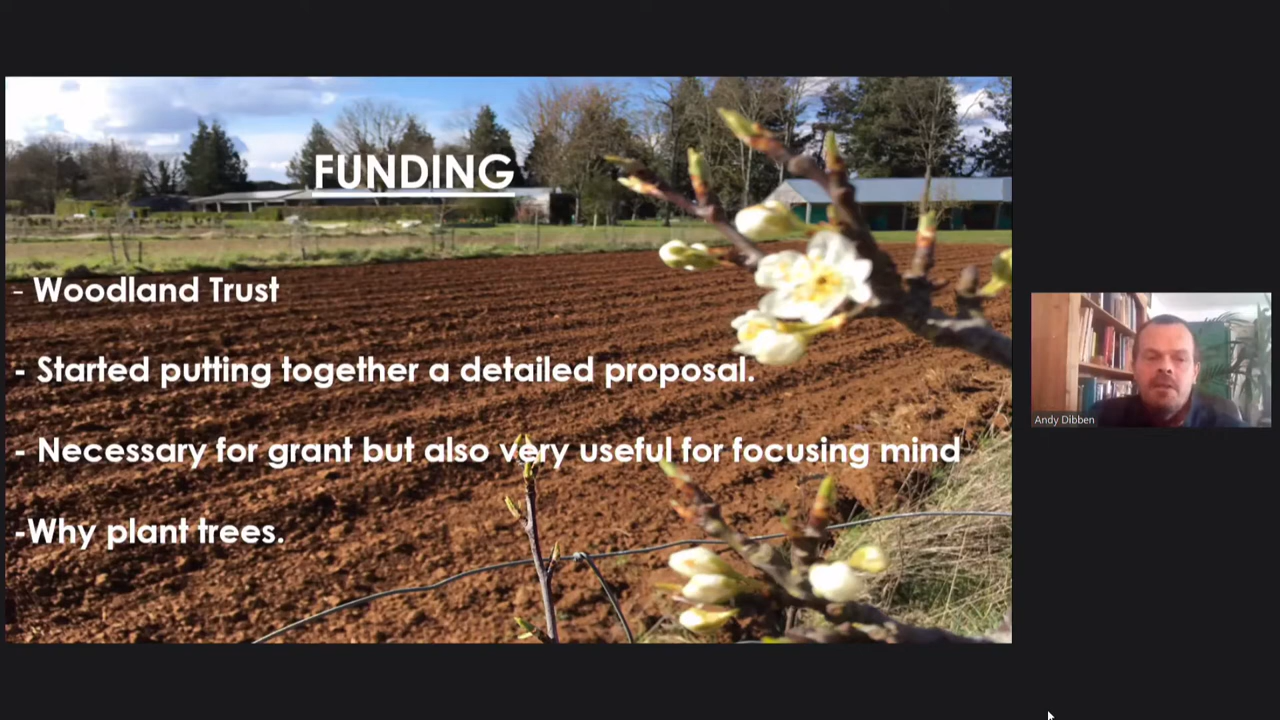 FUNDING
- Woodland Trust
- Started putting together a detailed proposal.
- Necessary for grant but also very useful for focusing mind
-Why plant trees.
Andy Dibben